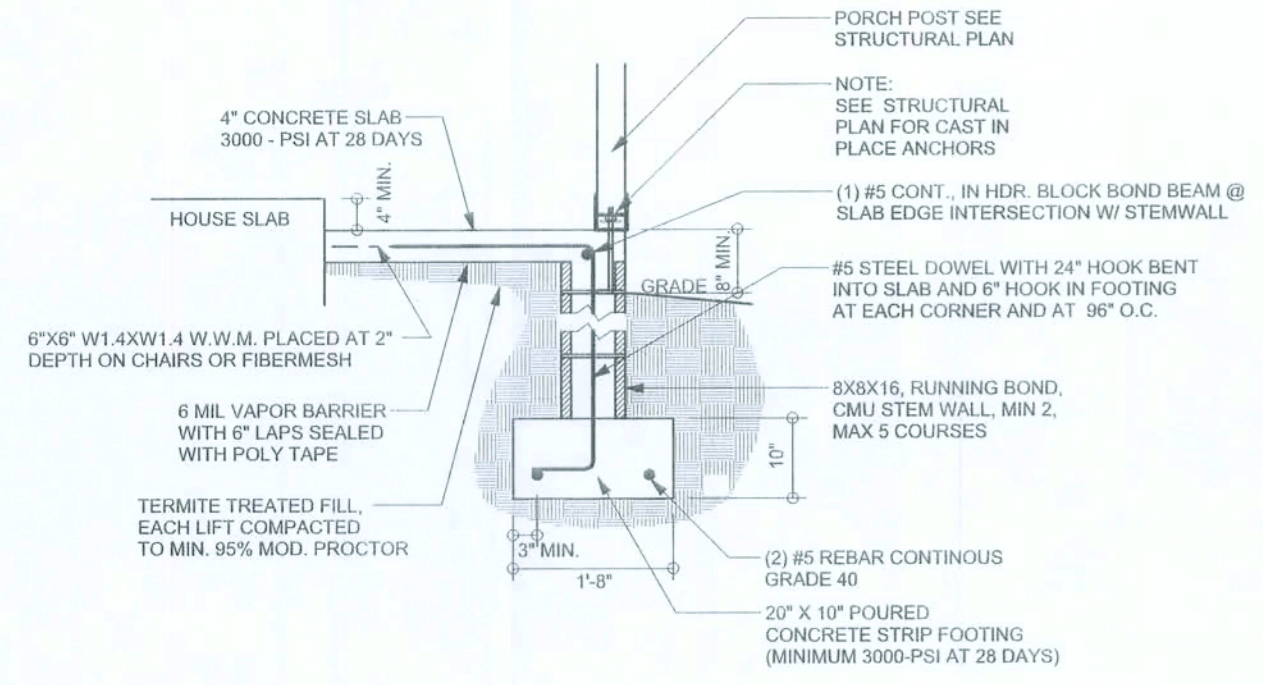 PORCH POST SEE
STRUCTURAL PLAN
NOTE:
SEE STRUCTURAL
PLAN FOR CAST IN
PLACE ANCHORS
4" CONCRETE SLAB
3000 - PSI AT 28 DAYS
4" MIN.
HOUSE SLAB
(1) #5 CONT., IN HDR. BLOCK BOND BEAM @
SLAB EDGE INTERSECTION W/ STEMWALL
8" MIN.
GRADE
#5 STEEL DOWEL WITH 24" HOOK BENT
INTO SLAB AND 6" HOOK IN FOOTING
AT EACH CORNER AND AT 96" O.C.
6"X6" W1.4XW1.4 W.W.M. PLACED AT 2"
DEPTH ON CHAIRS OR FIBERMESH
8X8X16, RUNNING BOND,
CMU STEM WALL, MIN 2,
MAX 5 COURSES
6 MIL VAPOR BARRIER
WITH 6" LAPS SEALED
WITH POLY TAPE
10"
TERMITE TREATED FILL,
EACH LIFT COMPACTED
TO MIN. 95% MOD. PROCTOR
3" MIN.
1'-8"
(2) #5 REBAR CONTINOUS
GRADE 40
20" X 10" POURED
CONCRETE STRIP FOOTING
(MINIMUM 3000-PSI AT 28 DAYS)